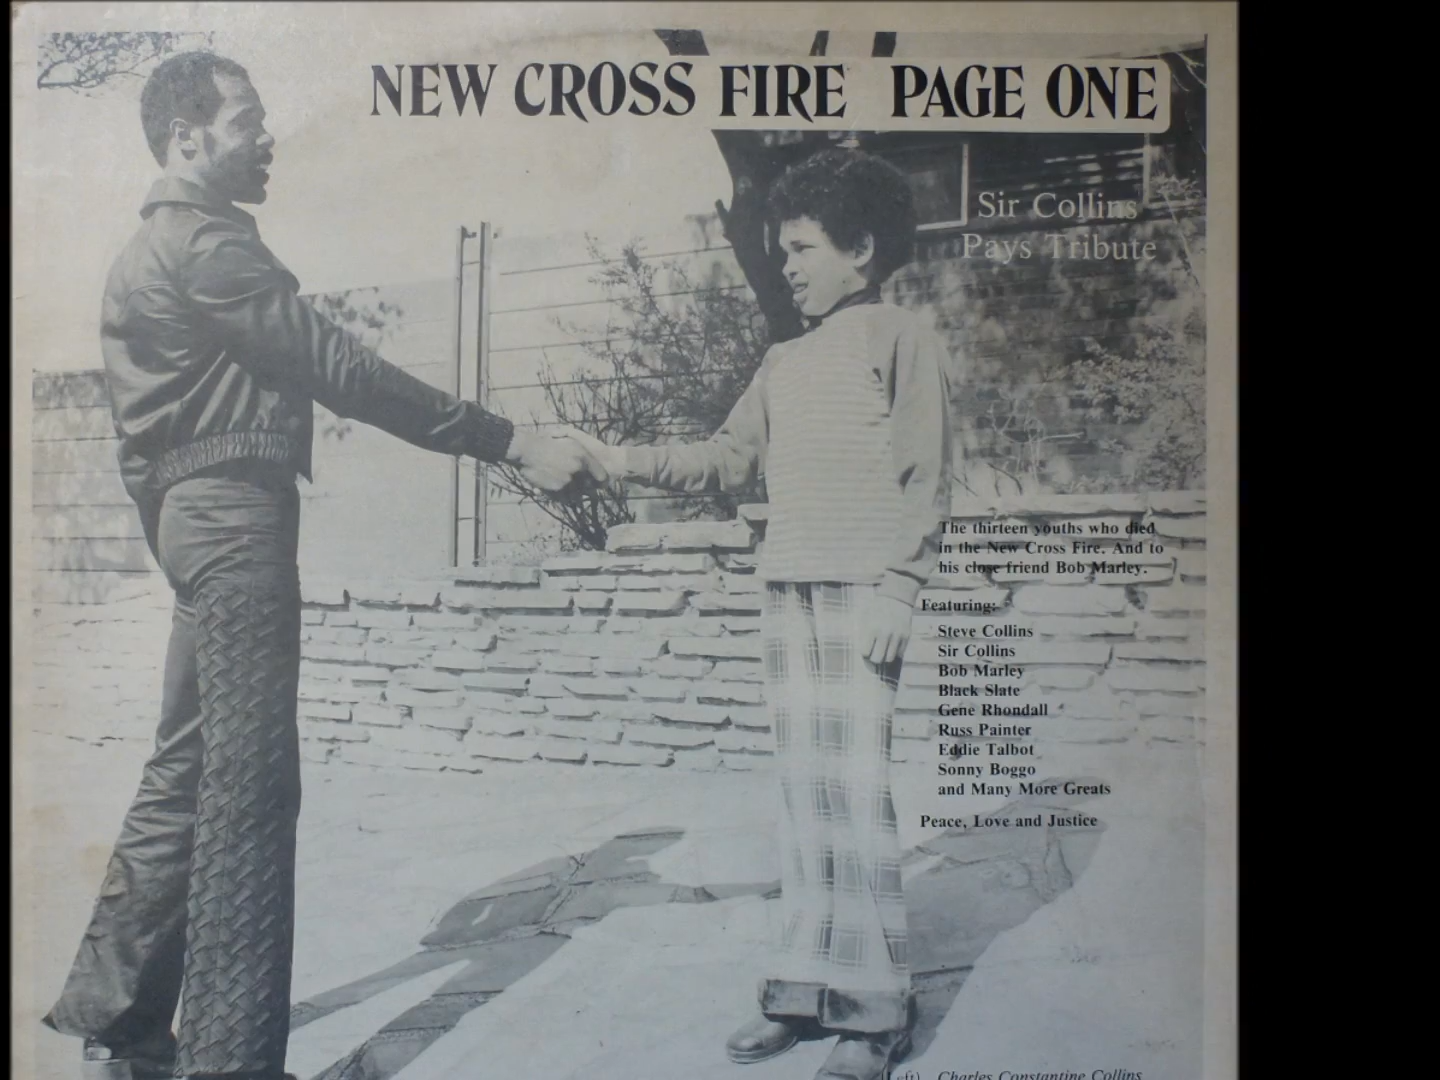 NEW CROSS FIRE PAGE ONE
Sir Collins
Pays Tribute
The thirteen youths who died
in the New Cross Fire. And to
his close friend Bob Marley.
Featuring:-
Steve Collins
Sir Collins
Bob Marley
Black Slate
Gene Rhondall
Russ Painter
Eddie Talbot
Sonny Boggo
and Many More Greats
Peace, Love and Justice
(Left) Charles Constantine Collins